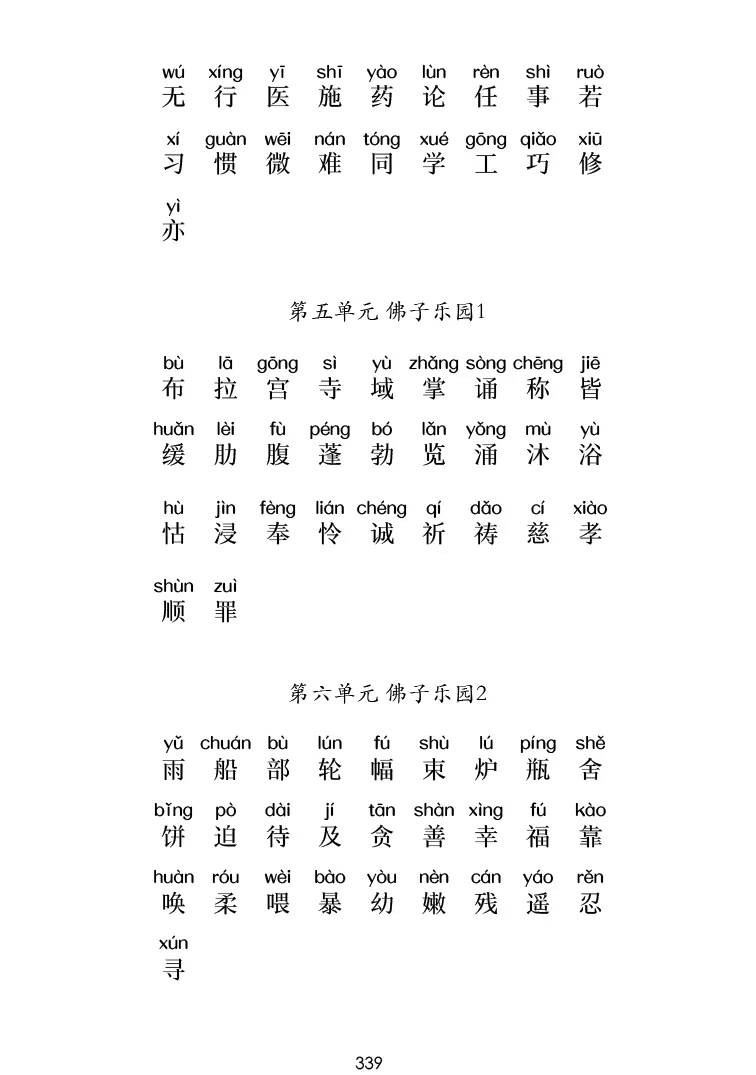 wú xíng yī shī yào lùn rèn shì ruò
无 行 医 施 药 论 任 事 若
xí guàn wēi nán tóng xué gōng qiǎo xiū
习 惯 微 难 同 学 工 巧 修
yì
亦
第五单元 佛子乐园1
bù lā gōng sì yù zhǎng sòng chēng jiē
布 拉 宫 寺 域 掌 诵 称 皆
huǎn lèi fù péng bó lǎn yǒng mù yù
缓 肋 腹 蓬 勃 览 涌 沐 浴
hù jìn fèng lián chéng qí dǎo cí xiào
怙 浸 奉 怜 诚 祈 祷 慈 孝
shùn zuì
顺 罪
第六单元 佛子乐园2
yǔ chuán bù lún fú shù lú píng shě
雨 船 部 轮 幅 束 炉 瓶 舍
bǐng pò dài jí tān shàn xìng fú kào
饼 迫 待 及 贪 善 幸 福 靠
huàn róu wèi bào yòu nèn cán yáo rěn
唤 柔 喂 暴 幼 嫩 残 遥 忍
xún
寻
339